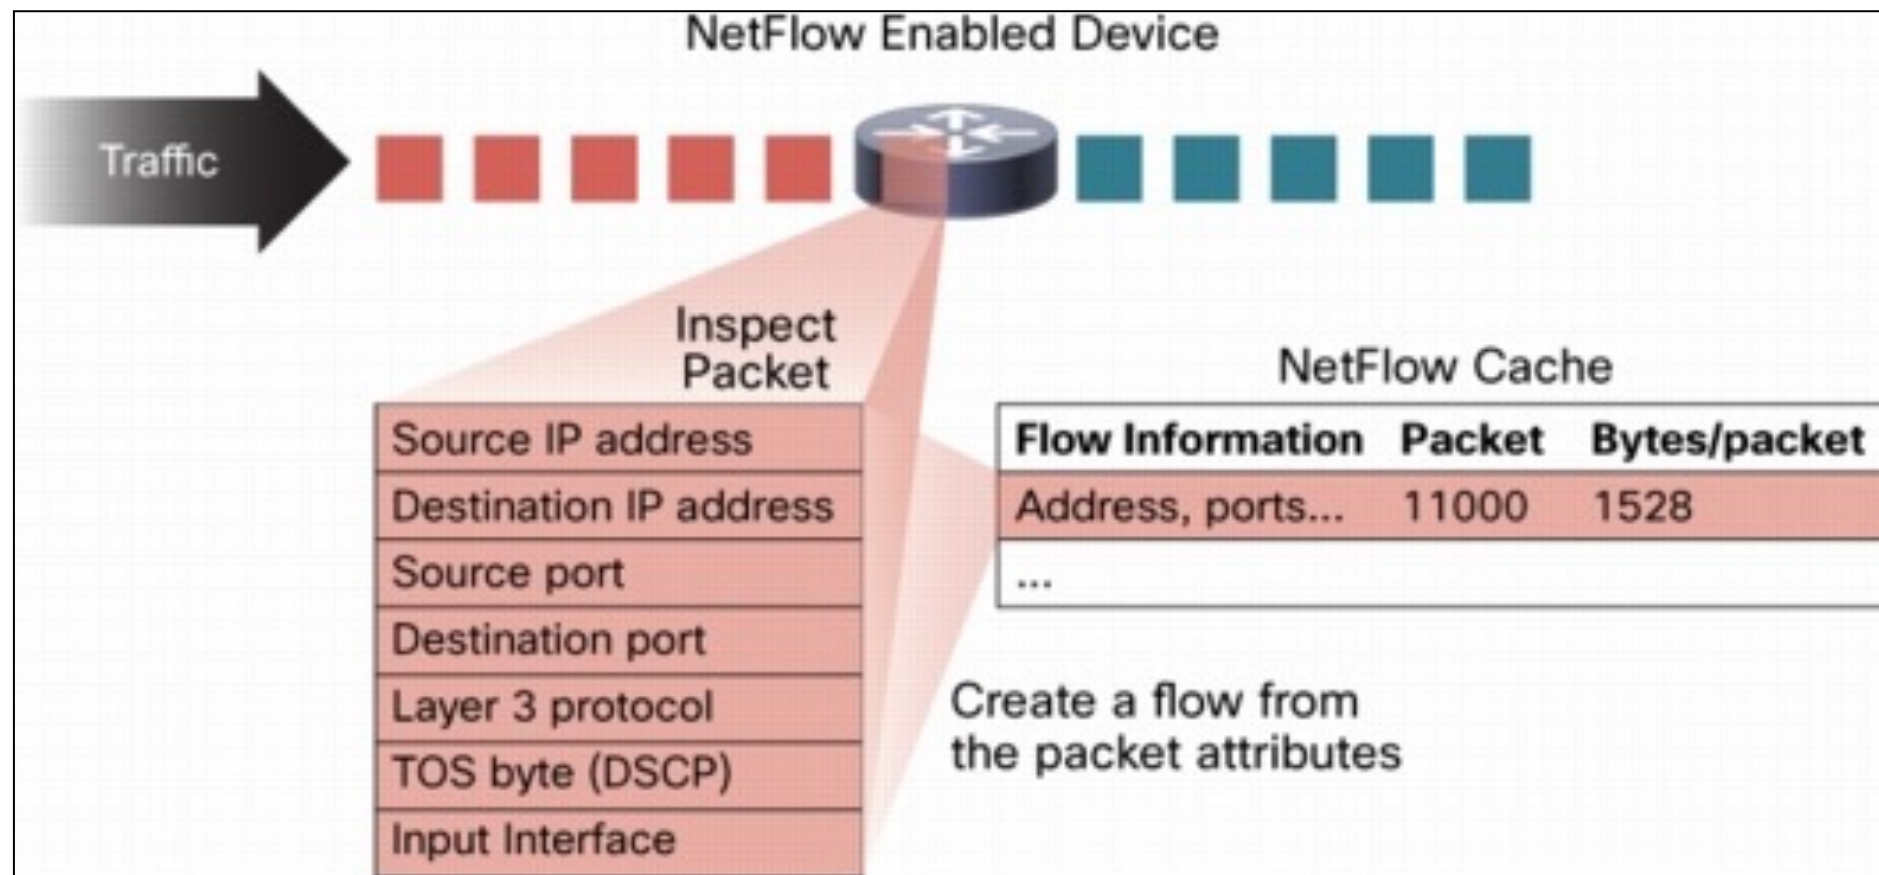 NetFlow Enabled Device
Traffic
Inspect
Packet
Source IP address
Destination IP address
Source port
Destination port
Layer 3 protocol
TOS byte (DSCP)
Input Interface
NetFlow Cache
Flow Information Packet Bytes/packet
Address, ports... 11000 1528
...
Create a flow from
the packet attributes